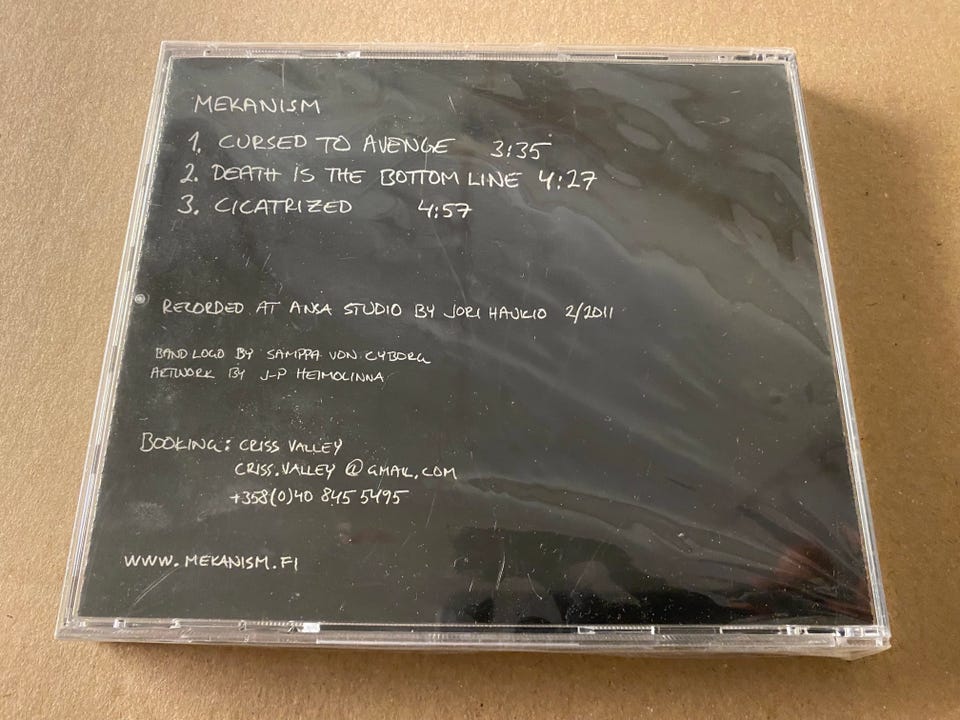 MEKANISM
1. CURSED TO AVENGE 3:35
2. DEATH IS THE BOTTOM LINE 4:27
3. CICATRIZED 4:57
RECORDED AT ANSA STUDIO BY JORI HAUKIO 2/2011
BAND LOGO BY SAMPPA VON CYBORG
ARTWORK BY J-P HEIMOLINNA
BOOKING: CRISS VALLEY
CRISS.VALLEY@GMAIL.COM
+358(0)40 845 5495
WWW.MEKANISM.FI